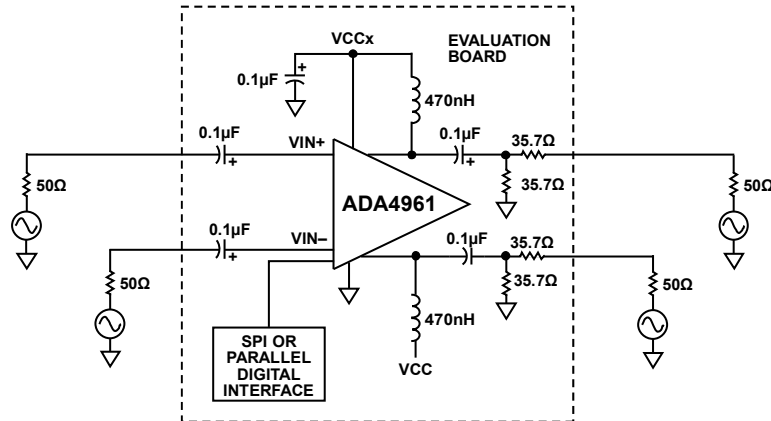 VCCx
EVALUATION
BOARD
0.1µF
+
470nH
0.1µF
+
VIN+
0.1µF
+
35.7Ω
35.7Ω
50Ω
50Ω
ADA4961
0.1µF
+
VIN–
0.1µF
35.7Ω
35.7Ω
50Ω
50Ω
470nH
VCC
SPI OR
PARALLEL
DIGITAL
INTERFACE